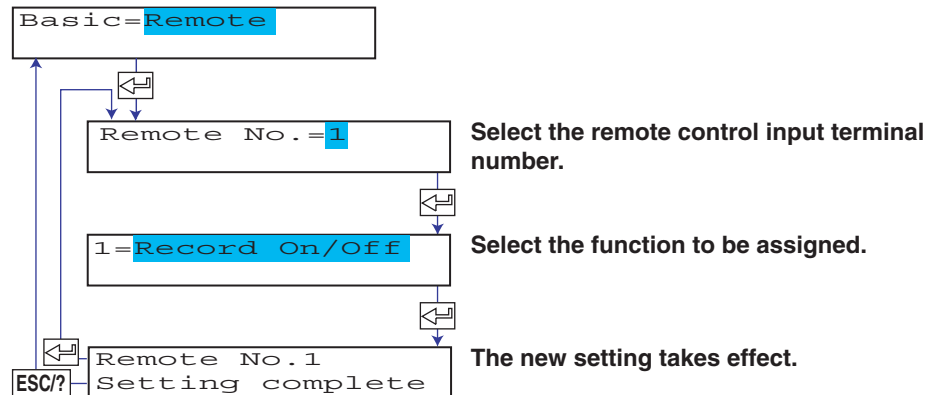 Basic=Remote
Remote No.=1
Select the remote control input terminal
number.
1=Record On/Off
Select the function to be assigned.
Remote No.1
Setting complete
The new setting takes effect.
ESC/?